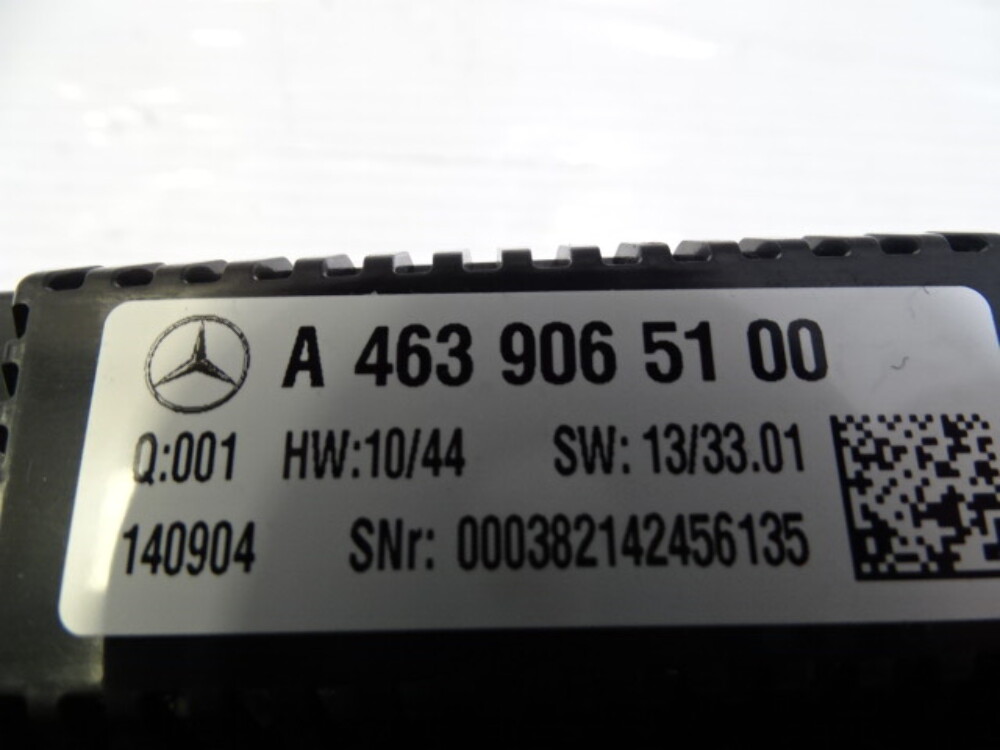 A 463 906 51 00
Q:001 HW:10/44 SW: 13/33.01
140904 SNr: 000382142456135